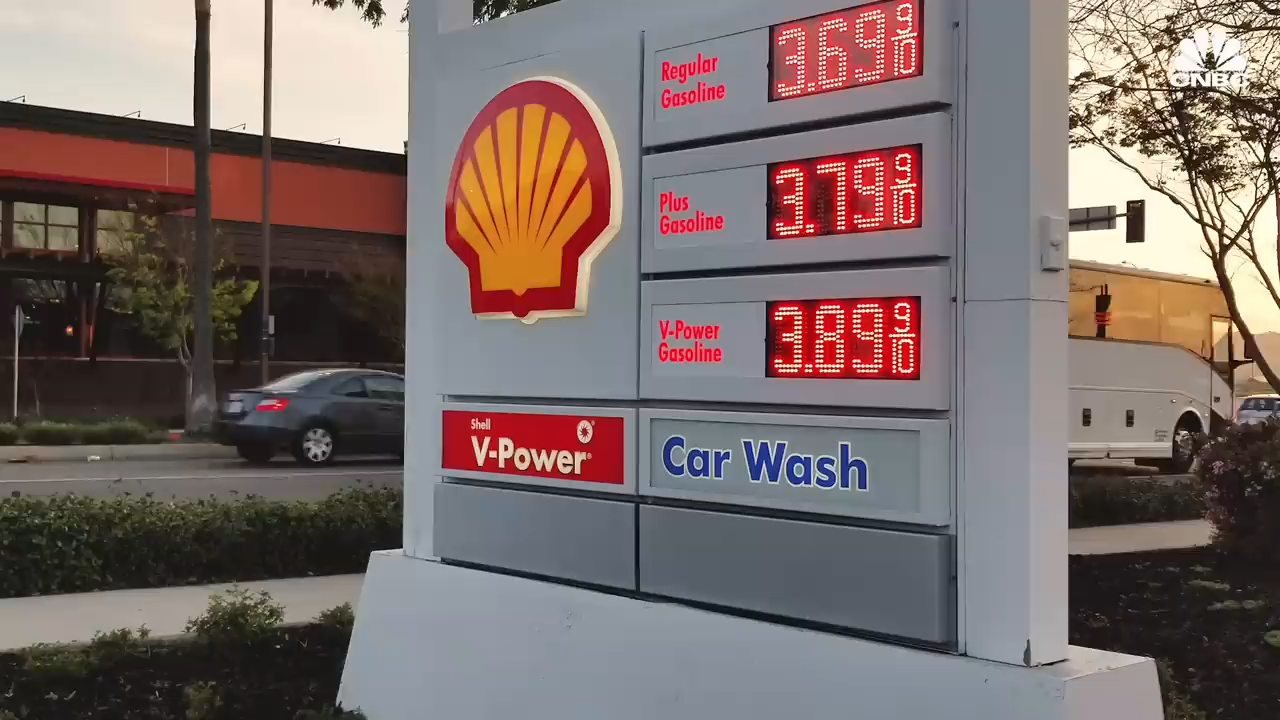 CNBC
Regular
Gasoline
3.69 9/10
Plus
Gasoline
3.79 9/10
V-Power
Gasoline
3.89 9/10
Shell
V-Power®
Car Wash